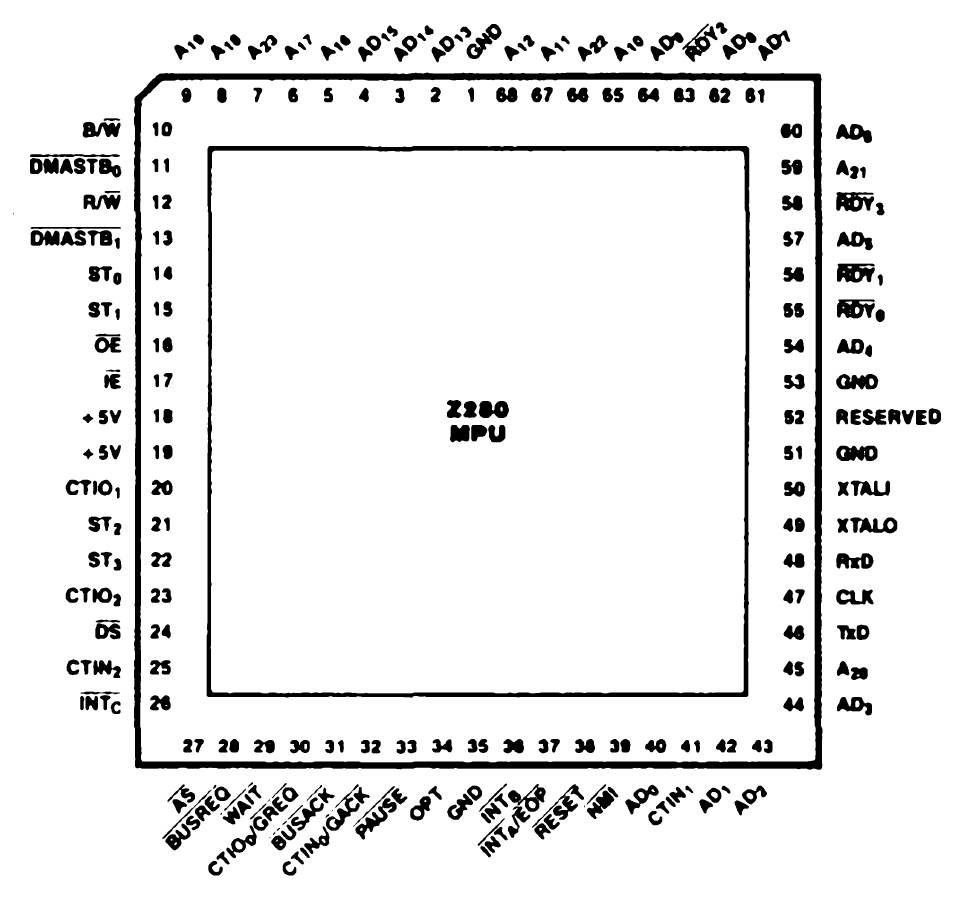 A19 A18 A23 A17 A16 AD15 AD14 AD13 GND A12 A11 A22 A10 AD9 RDY2 AD8 AD7
9 8 7 6 5 4 3 2 1 68 67 66 65 64 63 62 61
B/W 10 60 AD6
DMASTB0 11 59 A21
R/W 12 58 RDY3
DMASTB1 13 57 AD5
ST0 14 56 RDY1
ST1 15 55 RDY0
OE 16 54 AD4
IE 17 53 GND
+5V 18 52 RESERVED
+5V 19 51 GND
CTIO1 20 50 XTALI
ST2 21 49 XTALO
ST3 22 48 RxD
CTIO2 23 47 CLK
DS 24 46 TxD
CTIN2 25 45 A20
INTC 26 44 AD3
Z280
MPU
27 28 29 30 31 32 33 34 35 36 37 38 39 40 41 42 43
AS BUSREQ WAIT CTIO0/GREQ BUSACK CTIN0/GACK PAUSE OPT GND INTB INTA/EOP RESET NMI AD0 CTIN1 AD1 AD2